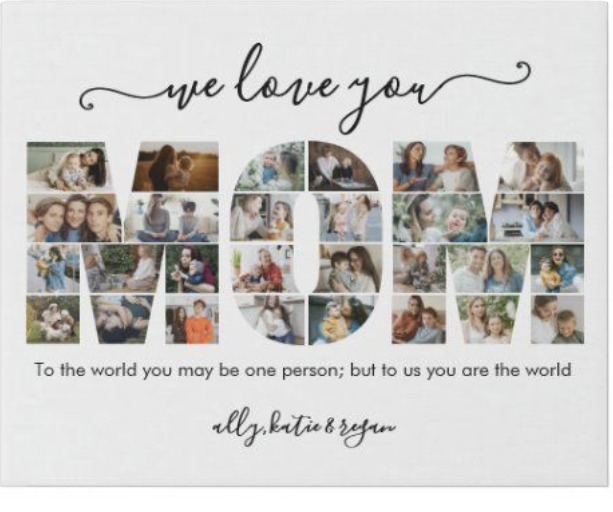 we love you
MOM
To the world you may be one person; but to us you are the world
ally, katie & regan